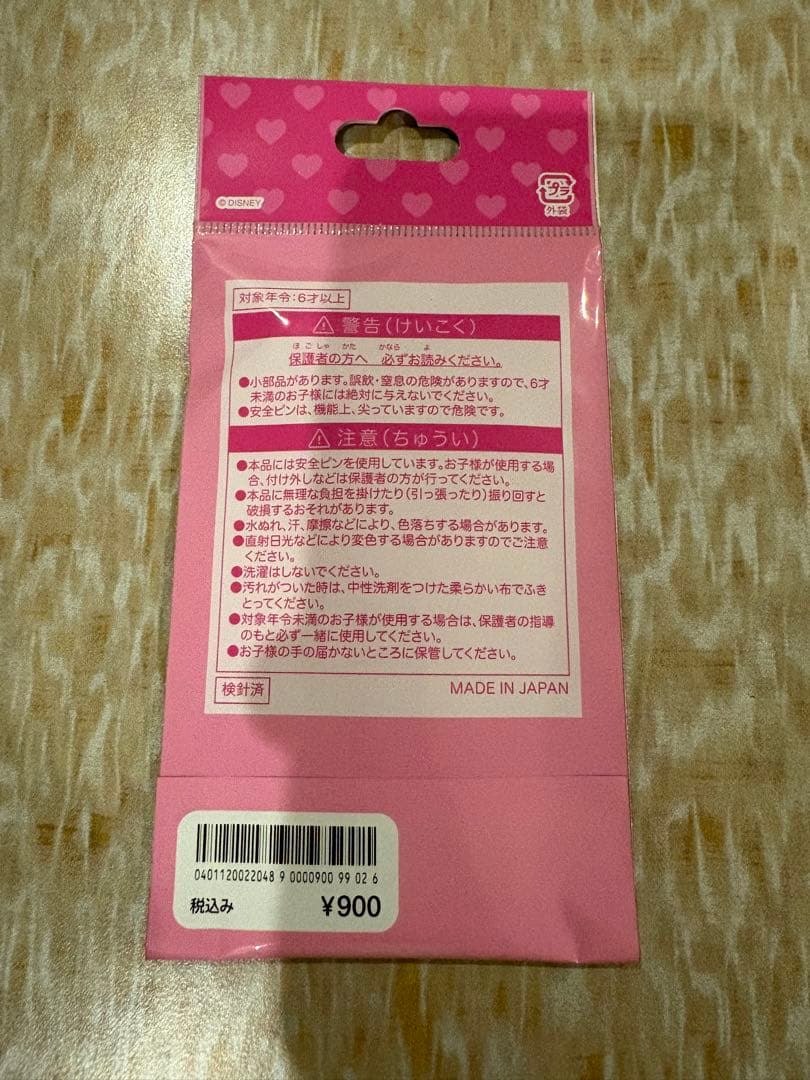 © DISNEY
プラ
外袋
対象年令:6才以上
⚠ 警告(けいこく)
ほごしゃ かた かなら よ
保護者の方へ 必ずお読みください。
●小部品があります。誤飲・窒息の危険がありますので、6才
未満のお子様には絶対に与えないでください。
●安全ピンは、機能上、尖っていますので危険です。
⚠ 注意(ちゅうい)
●本品には安全ピンを使用しています。お子様が使用する場
合、付け外しなどは保護者の方が行ってください。
●本品に無理な負担を掛けたり(引っ張ったり)振り回すと
破損するおそれがあります。
●水ぬれ、汗、摩擦などにより、色落ちする場合があります。
●直射日光などにより変色する場合がありますのでご注意
ください。
●洗濯はしないでください。
●汚れがついた時は、中性洗剤をつけた柔らかい布でふき
とってください。
●対象年令未満のお子様が使用する場合は、保護者の指導
のもと必ず一緒に使用してください。
●お子様の手の届かないところに保管してください。
検針済
MADE IN JAPAN
0401120022048 9 0000900 99 02 6
税込み ¥900